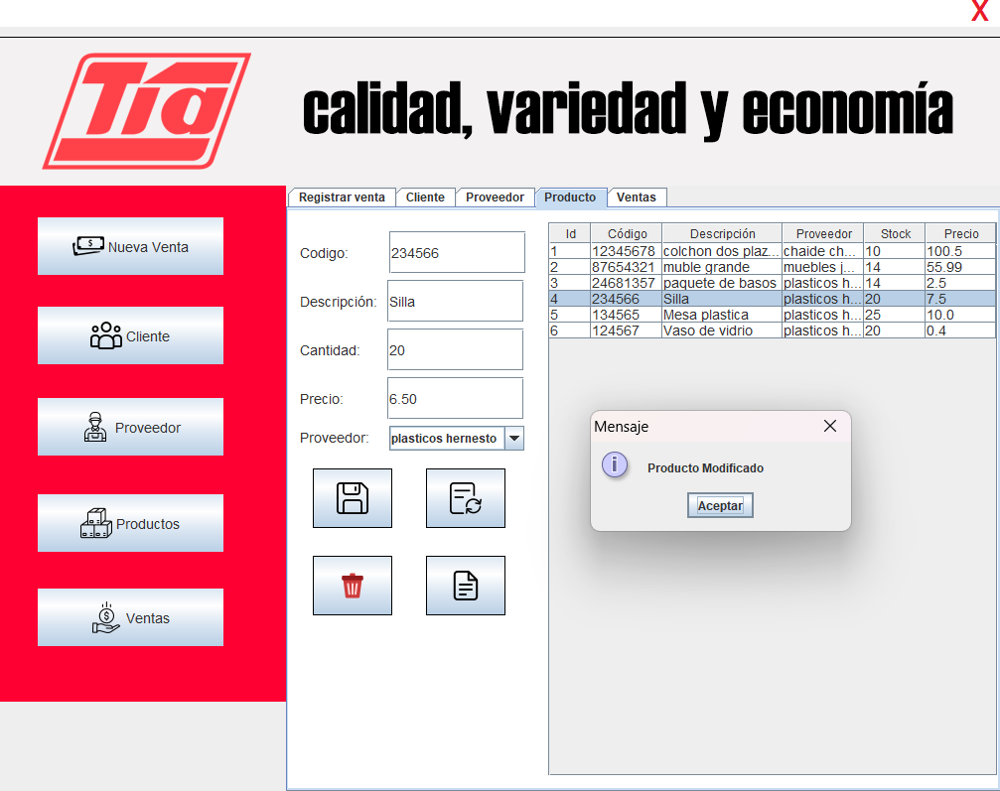 X
Tía
calidad, variedad y economía
Registrar venta Cliente Proveedor Producto Ventas
Nueva Venta
Cliente
Proveedor
Productos
Ventas
Codigo: 234566
Descripción: Silla
Cantidad: 20
Precio: 6.50
Proveedor: plasticos hernesto
Id Código Descripción Proveedor Stock Precio
1 12345678 colchon dos plaz... chaide ch... 10 100.5
2 87654321 muble grande muebles j... 14 55.99
3 24681357 paquete de basos plasticos h... 14 2.5
4 234566 Silla plasticos h... 20 7.5
5 134565 Mesa plastica plasticos h... 25 10.0
6 124567 Vaso de vidrio plasticos h... 20 0.4
Mensaje
Producto Modificado
Aceptar